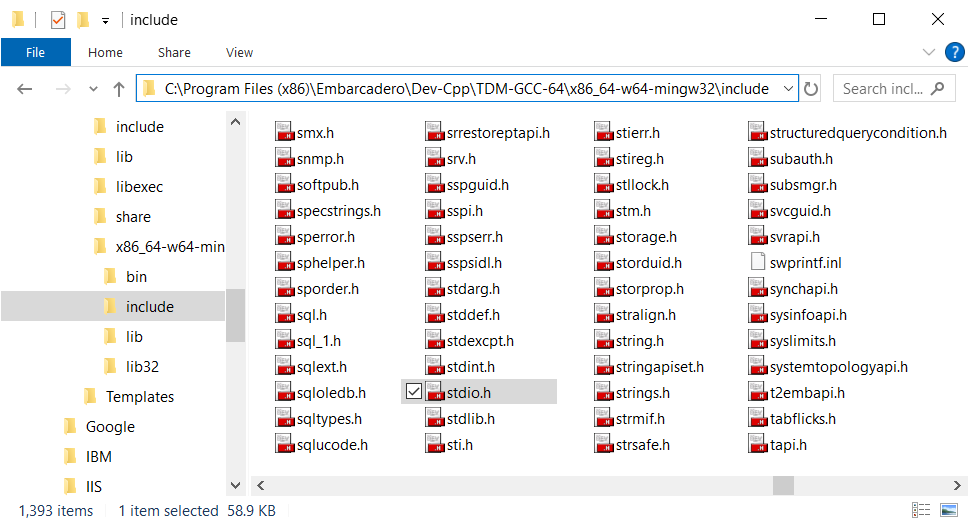 include
File Home Share View
C:\Program Files (x86)\Embarcadero\Dev-Cpp\TDM-GCC-64\x86_64-w64-mingw32\include
Search incl...
include
lib
libexec
share
x86_64-w64-min
bin
include
lib
lib32
Templates
Google
IBM
IIS
smx.h
snmp.h
softpub.h
specstrings.h
sperror.h
sphelper.h
sporder.h
sql.h
sql_1.h
sqlext.h
sqloledb.h
sqltypes.h
sqlucode.h
srrestoreptapi.h
srv.h
sspguid.h
sspi.h
sspserr.h
sspsidl.h
stdarg.h
stddef.h
stdexcpt.h
stdint.h
stdio.h
stdlib.h
sti.h
stierr.h
stireg.h
stllock.h
stm.h
storage.h
storduid.h
storprop.h
stralign.h
string.h
stringapiset.h
strings.h
strmif.h
strsafe.h
structuredquerycondition.h
subauth.h
subsmgr.h
svcguid.h
svrapi.h
swprintf.inl
synchapi.h
sysinfoapi.h
syslimits.h
systemtopologyapi.h
t2embapi.h
tabflicks.h
tapi.h
1,393 items 1 item selected 58.9 KB